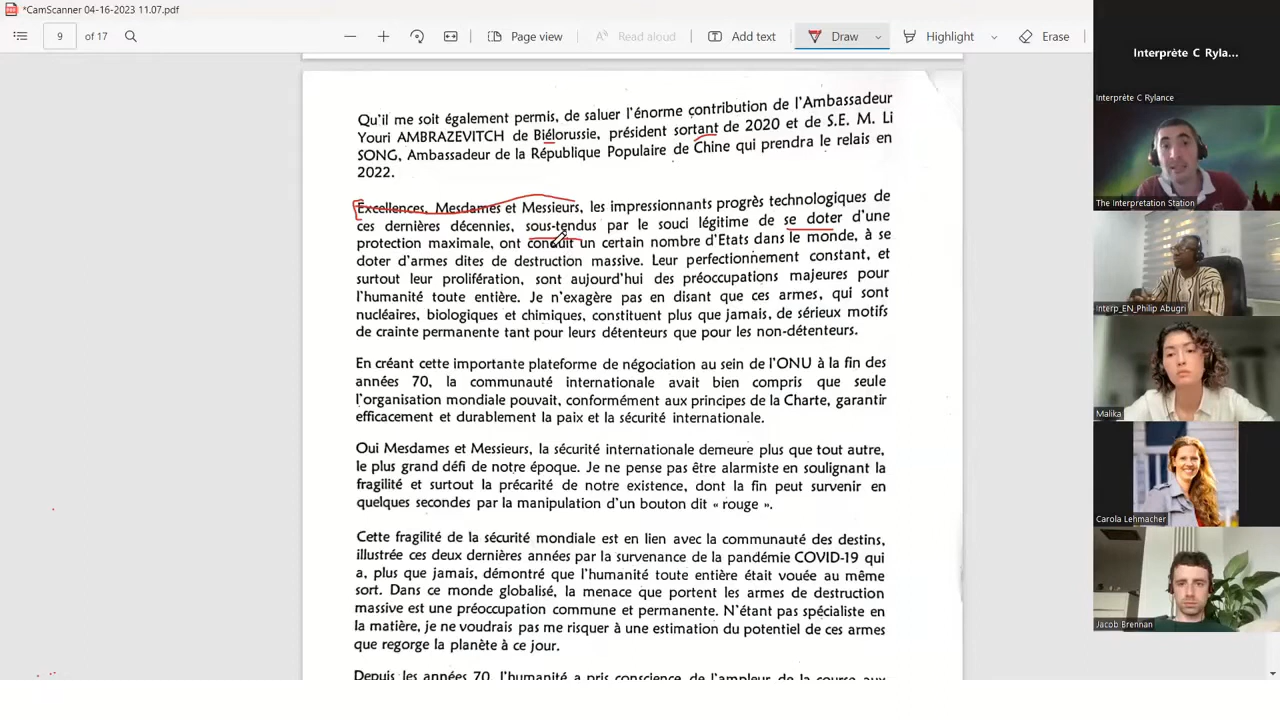 *CamScanner 04-16-2023 11.07.pdf
9 of 17
Page view
Read aloud
Add text
Draw
Highlight
Erase
Qu'il me soit également permis, de saluer l'énorme contribution de l'Ambassadeur
Youri AMBRAZEVITCH de Biélorussie, président sortant de 2020 et de S.E. M. Li
SONG, Ambassadeur de la République Populaire de Chine qui prendra le relais en
2022.
Excellences, Mesdames et Messieurs, les impressionnants progrès technologiques de
ces dernières décennies, sous-tendus par le souci légitime de se doter d'une
protection maximale, ont conduit un certain nombre d'Etats dans le monde, à se
doter d'armes dites de destruction massive. Leur perfectionnement constant, et
surtout leur prolifération, sont aujourd'hui des préoccupations majeures pour
l'humanité toute entière. Je n'exagère pas en disant que ces armes, qui sont
nucléaires, biologiques et chimiques, constituent plus que jamais, de sérieux motifs
de crainte permanente tant pour leurs détenteurs que pour les non-détenteurs.
En créant cette importante plateforme de négociation au sein de l'ONU à la fin des
années 70, la communauté internationale avait bien compris que seule
l'organisation mondiale pouvait, conformément aux principes de la Charte, garantir
efficacement et durablement la paix et la sécurité internationale.
Oui Mesdames et Messieurs, la sécurité internationale demeure plus que tout autre,
le plus grand défi de notre époque. Je ne pense pas être alarmiste en soulignant la
fragilité et surtout la précarité de notre existence, dont la fin peut survenir en
quelques secondes par la manipulation d'un bouton dit « rouge ».
Cette fragilité de la sécurité mondiale est en lien avec la communauté des destins,
illustrée ces deux dernières années par la survenance de la pandémie COVID-19 qui
a, plus que jamais, démontré que l'humanité toute entière était vouée au même
sort. Dans ce monde globalisé, la menace que portent les armes de destruction
massive est une préoccupation commune et permanente. N'étant pas spécialiste en
la matière, je ne voudrais pas me risquer à une estimation du potentiel de ces armes
que regorge la planète à ce jour.
Depuis les années 70, l'humanité a pris conscience de l'ampleur de la course aux
Interprète C Ryla...
Interprète C Rylance
The Interpretation Station
Interp_EN_Philip Abugri
Malika
Carola Lehmacher
Jacob Brennan